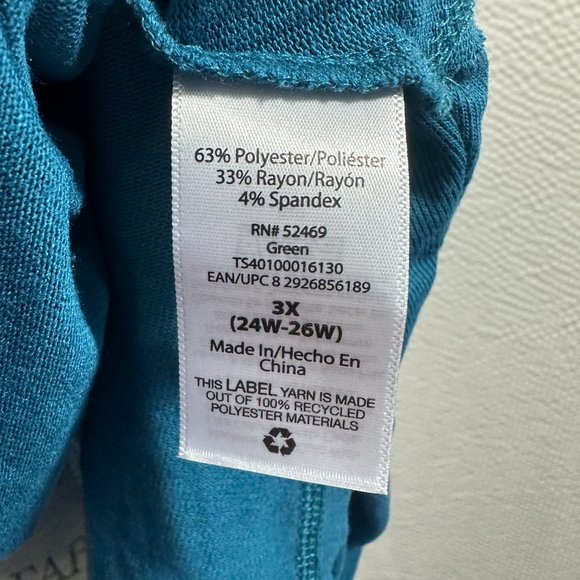 63% Polyester/Poliéster
33% Rayon/Rayón
4% Spandex
RN# 52469
Green
TS40100016130
EAN/UPC 8 2926856189
3X
(24W-26W)
Made In/Hecho En
China
THIS LABEL YARN IS MADE
OUT OF 100% RECYCLED
POLYESTER MATERIALS